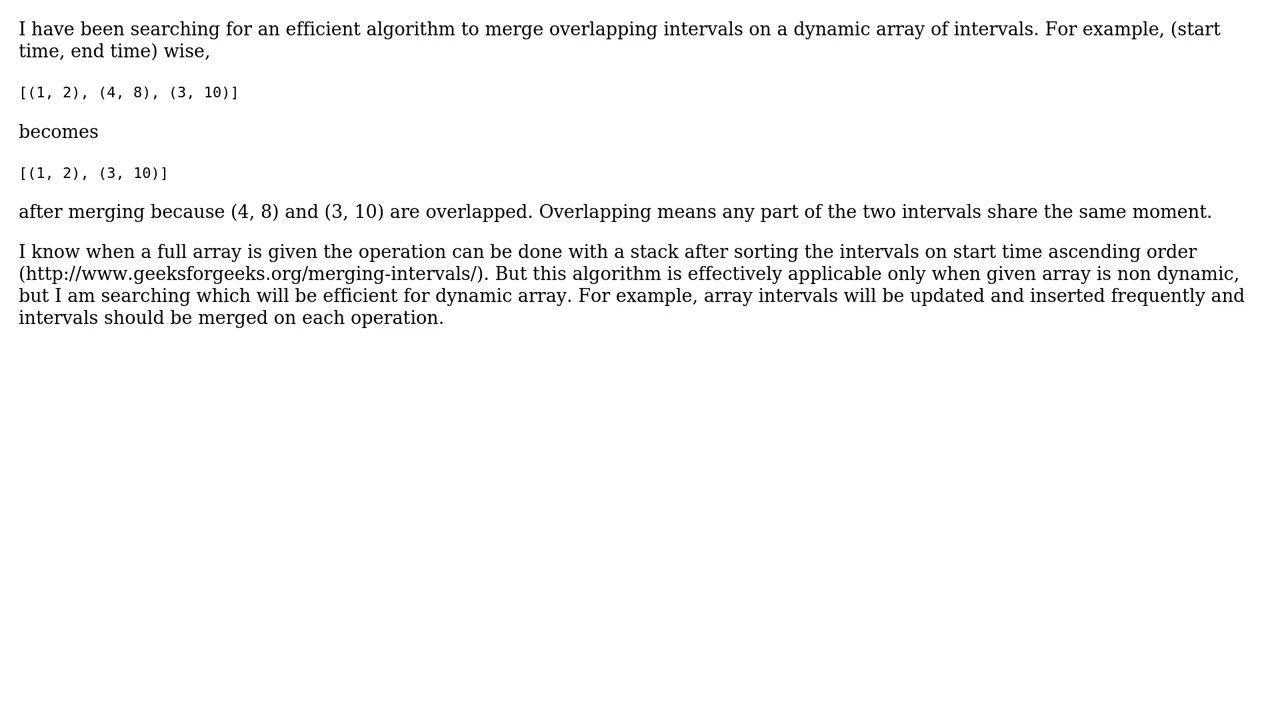 I have been searching for an efficient algorithm to merge overlapping intervals on a dynamic array of intervals. For example, (start
time, end time) wise,
[(1, 2), (4, 8), (3, 10)]
becomes
[(1, 2), (3, 10)]
after merging because (4, 8) and (3, 10) are overlapped. Overlapping means any part of the two intervals share the same moment.
I know when a full array is given the operation can be done with a stack after sorting the intervals on start time ascending order
(http://www.geeksforgeeks.org/merging-intervals/). But this algorithm is effectively applicable only when given array is non dynamic,
but I am searching which will be efficient for dynamic array. For example, array intervals will be updated and inserted frequently and
intervals should be merged on each operation.